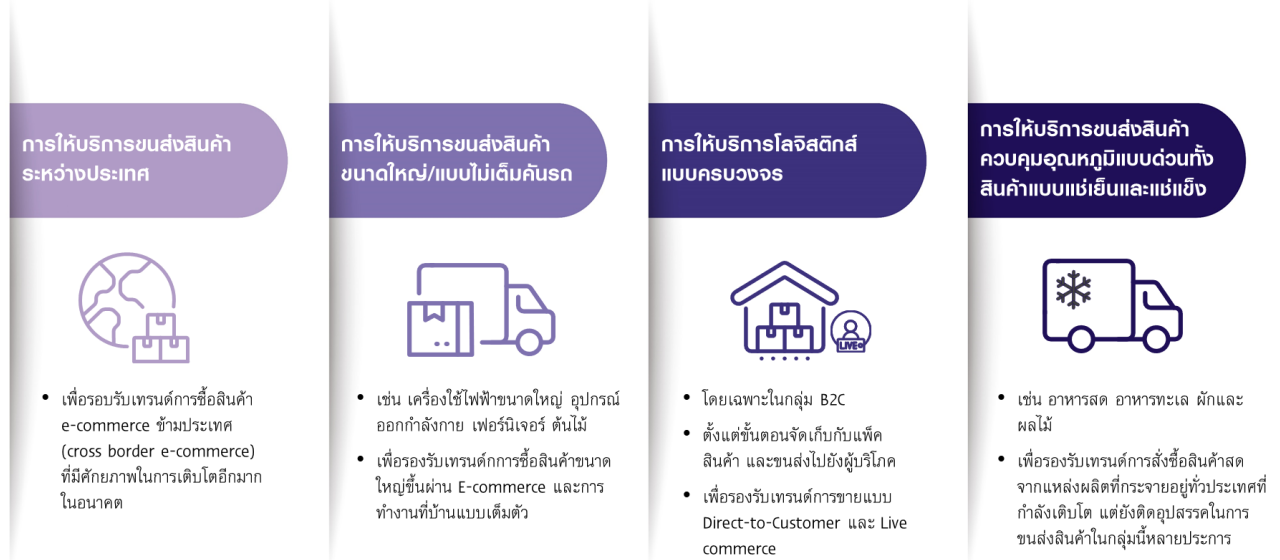 การให้บริการขนส่งสินค้า
ระหว่างประเทศ
• เพื่อรอบรับเทรนด์การซื้อสินค้า
e-commerce ข้ามประเทศ
(cross border e-commerce)
ที่มีศักยภาพในการเติบโตอีกมาก
ในอนาคต
การให้บริการขนส่งสินค้า
ขนาดใหญ่/แบบไม่เต็มคันรถ
• เช่น เครื่องใช้ไฟฟ้าขนาดใหญ่ อุปกรณ์
ออกกำลังกาย เฟอร์นิเจอร์ ต้นไม้
• เพื่อรองรับเทรนด์กการซื้อสินค้าขนาด
ใหญ่ขึ้นผ่าน E-commerce และการ
ทำงานที่บ้านแบบเต็มตัว
การให้บริการโลจิสติกส์
แบบครบวงจร
LIVE
• โดยเฉพาะในกลุ่ม B2C
• ตั้งแต่ขั้นตอนจัดเก็บกับแพ็ค
สินค้า และขนส่งไปยังผู้บริโภค
• เพื่อรองรับเทรนด์การขายแบบ
Direct-to-Customer และ Live
commerce
การให้บริการขนส่งสินค้า
ควบคุมอุณหภูมิแบบด่วนทั้ง
สินค้าแบบแช่เย็นและแช่แข็ง
• เช่น อาหารสด อาหารทะเล ผักและ
ผลไม้
• เพื่อรองรับเทรนด์การสั่งซื้อสินค้าสด
จากแหล่งผลิตที่กระจายอยู่ทั่วประเทศที่
กำลังเติบโต แต่ยังติดอุปสรรคในการ
ขนส่งสินค้าในกลุ่มนี้หลายประการ